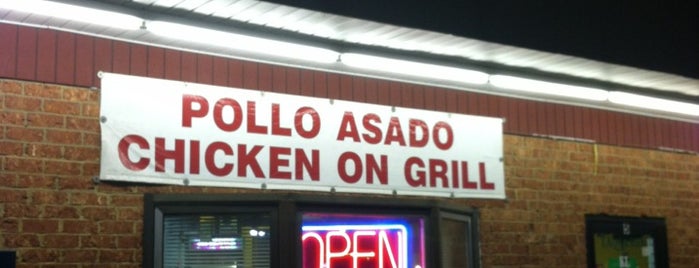 POLLO ASADO
CHICKEN ON GRILL
OPEN